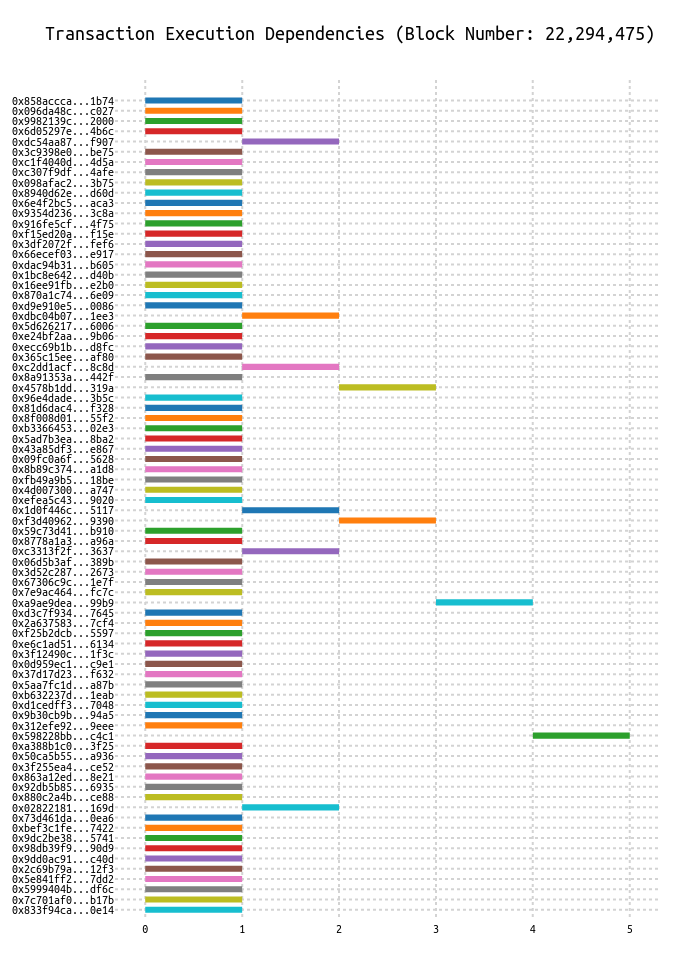 Transaction Execution Dependencies (Block Number: 22,294,475)
0x858accca...1b74
0x096da48c...c027
0x9982139c...2000
0x6d05297e...4b6c
0xdc54aa87...f907
0x3c9398e0...be75
0xc1f4040d...4d5a
0xc307f9df...4afe
0x098afac2...3b75
0x8940d62e...d60d
0x6e4f2bc5...aca3
0x9354d236...3c8a
0x916fe5cf...4f75
0xf15ed20a...f15e
0x3df2072f...fef6
0x66ecef03...e917
0xdac94b31...b605
0x1bc8e642...d40b
0x16ee91fb...e2b0
0x870a1c74...6e09
0xd9e910e5...0086
0xdbc04b07...1ee3
0x5d626217...6006
0xe24bf2aa...9b06
0xecc69b1b...d8fc
0x365c15ee...af80
0xc2dd1acf...8c8d
0x8a91353a...442f
0x4578b1dd...319a
0x96e4dade...3b5c
0x81d6dac4...f328
0x8f008d01...55f2
0xb3366453...02e3
0x5ad7b3ea...8ba2
0x43a85df3...e867
0x09fc0a6f...5628
0x8b89c374...a1d8
0xfb49a9b5...18be
0x4d007300...a747
0xefea5c43...9020
0x1d0f446c...5117
0xf3d40962...9390
0x59c73d41...b910
0x8778a1a3...a96a
0xc3313f2f...3637
0x06d5b3af...389b
0x3d52c287...2673
0x67306c9c...1e7f
0x7e9ac464...fc7c
0xa9ae9dea...99b9
0xd3c7f934...7645
0x2a637583...7cf4
0xf25b2dcb...5597
0xe6c1ad51...6134
0x3f12490c...1f3c
0x0d959ec1...c9e1
0x37d17d23...f632
0x5aa7fc1d...a87b
0xb632237d...1eab
0xd1cedff3...7048
0x9b30cb9b...94a5
0x312efe92...9eee
0x598228bb...c4c1
0xa388b1c0...3f25
0x50ca5b55...a936
0x3f255ea4...ce52
0x863a12ed...8e21
0x92db5b85...6935
0x880c2a4b...ce88
0x02822181...169d
0x73d461da...0ea6
0xbef3c1fe...7422
0x9dc2be38...5741
0x98db39f9...90d9
0x9dd0ac91...c40d
0x2c69b79a...12f3
0x5e841ff2...7dd2
0x5999404b...df6c
0x7c701af0...b17b
0x833f94ca...0e14
0 1 2 3 4 5